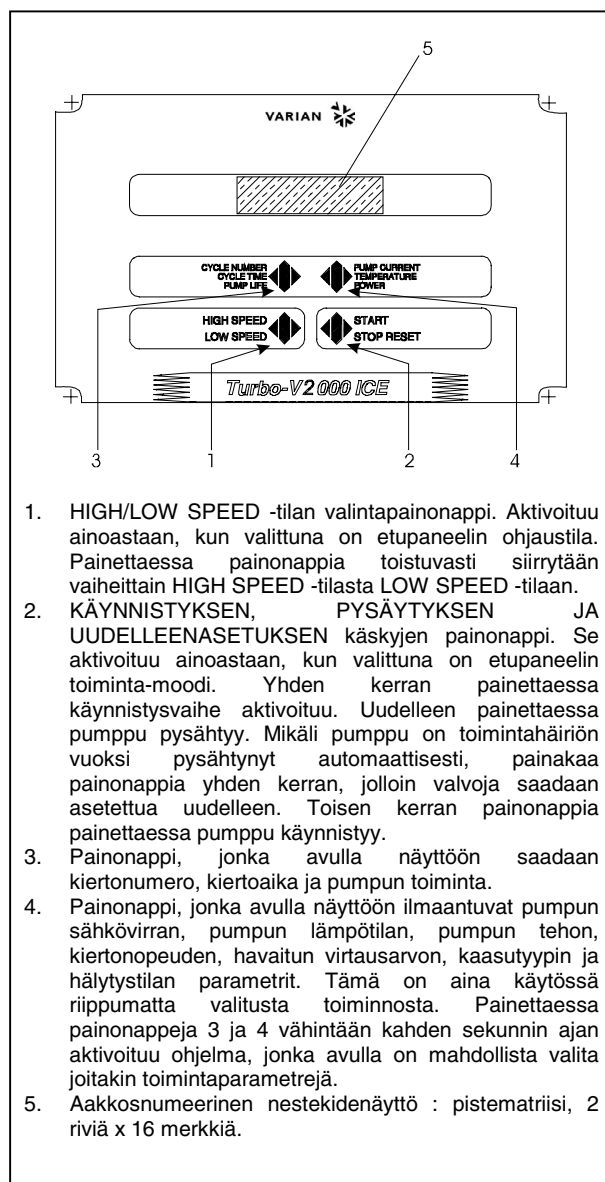 5
VARIAN
CYCLE NUMBER
CYCLE TIME
PUMP LIFE
PUMP CURRENT
TEMPERATURE
POWER
HIGH SPEED
LOW SPEED
START
STOP RESET
Turbo-V2000 ICE
3 1 2 4
1. HIGH/LOW SPEED -tilan valintapainonappi. Aktivoituu
ainoastaan, kun valittuna on etupaneelin ohjaustila.
Painettaessa painonappia toistuvasti siirrytään
vaiheittain HIGH SPEED -tilasta LOW SPEED -tilaan.
2. KÄYNNISTYKSEN, PYSÄYTYKSEN JA
UUDELLEENASETUKSEN käskyjen painonappi. Se
aktivoituu ainoastaan, kun valittuna on etupaneelin
toiminta-moodi. Yhden kerran painettaessa
käynnistysvaihe aktivoituu. Uudelleen painettaessa
pumppu pysähtyy. Mikäli pumppu on toimintahäiriön
vuoksi pysähtynyt automaattisesti, painakaa
painonappia yhden kerran, jolloin valvoja saadaan
asetettua uudelleen. Toisen kerran painonappia
painettaessa pumppu käynnistyy.
3. Painonappi, jonka avulla näyttöön saadaan
kiertonumero, kiertoaika ja pumpun toiminta.
4. Painonappi, jonka avulla näyttöön ilmaantuvat pumpun
sähkövirran, pumpun lämpötilan, pumpun tehon,
kiertonopeuden, havaitun virtausarvon, kaasutyypin ja
hälytystilan parametrit. Tämä on aina käytössä
riippumatta valitusta toiminnosta. Painettaessa
painonappeja 3 ja 4 vähintään kahden sekunnin ajan
aktivoituu ohjelma, jonka avulla on mahdollista valita
joitakin toimintaparametrejä.
5. Aakkosnumeerinen nestekidenäyttö : pistematriisi, 2
riviä x 16 merkkiä.